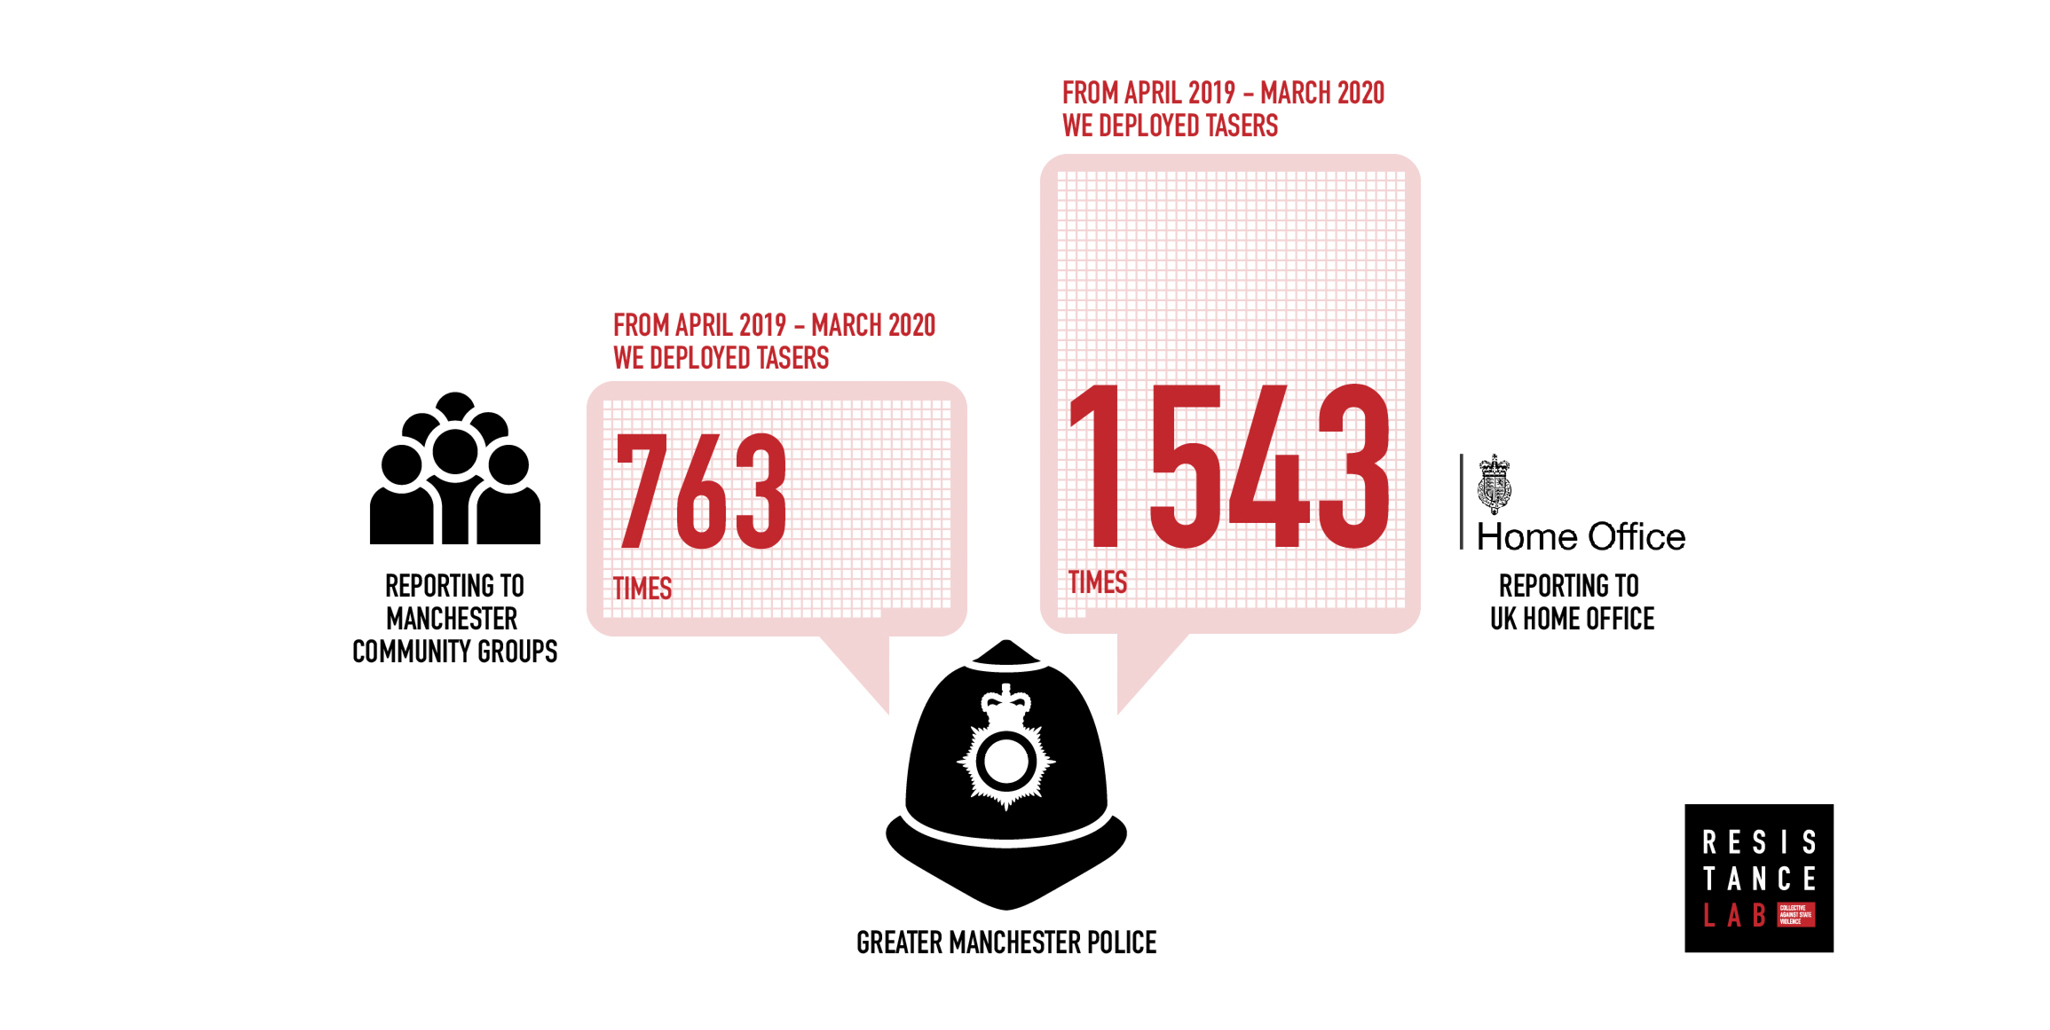 FROM APRIL 2019 - MARCH 2020
WE DEPLOYED TASERS
763
TIMES
REPORTING TO
MANCHESTER
COMMUNITY GROUPS
FROM APRIL 2019 - MARCH 2020
WE DEPLOYED TASERS
1543
TIMES
Home Office
REPORTING TO
UK HOME OFFICE
GREATER MANCHESTER POLICE
RESIS
TANCE
LAB
COLLECTIVE
AGAINST STATE
VIOLENCE